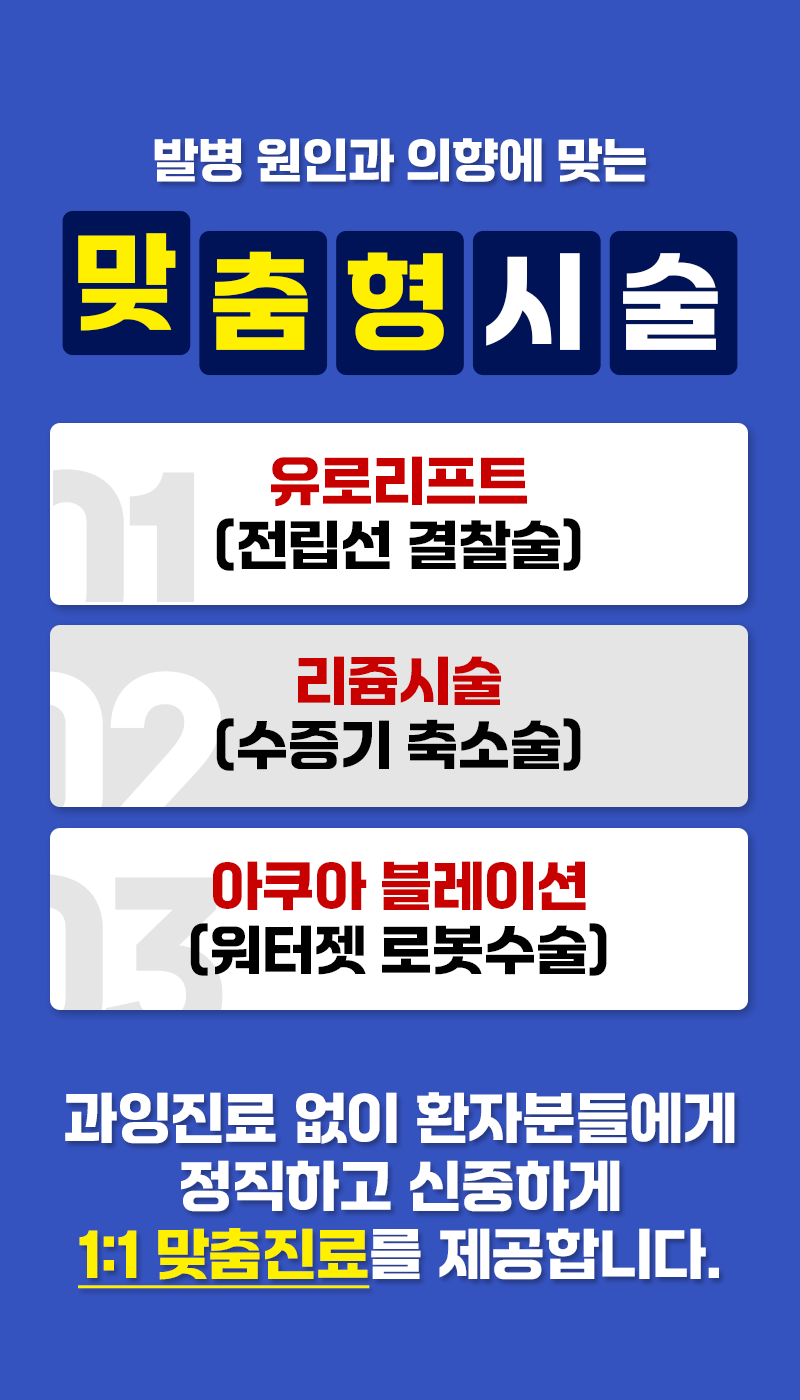 발병 원인과 의향에 맞는
맞춤형시술
01
유로리프트
(전립선 결찰술)
02
리쥼시술
(수증기 축소술)
03
아쿠아 블레이션
(워터젯 로봇수술)
과잉진료 없이 환자분들에게
정직하고 신중하게
1:1 맞춤진료를 제공합니다.